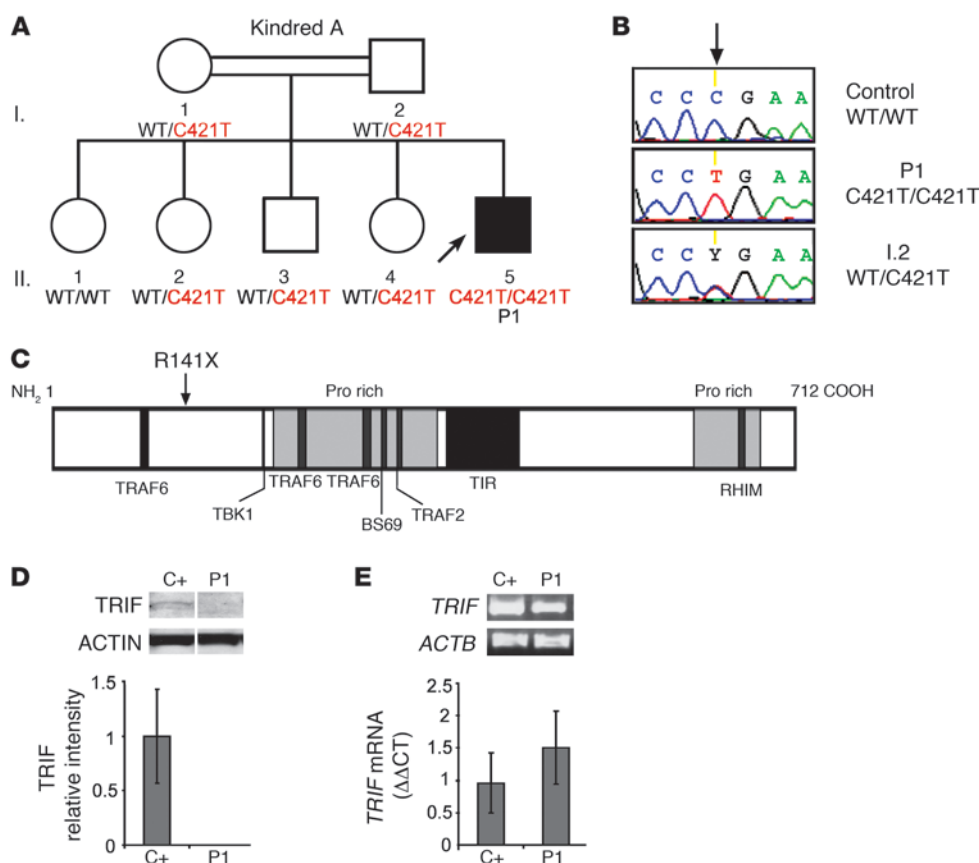 A
Kindred A
I.
1 2
WT/C421T WT/C421T
II.
1 2 3 4 5
WT/WT WT/C421T WT/C421T WT/C421T C421T/C421T
P1
B
C C C G A A
Control
WT/WT
C C T G A A
P1
C421T/C421T
C C Y G A A
I.2
WT/C421T
C
R141X
NH2 1 Pro rich Pro rich 712 COOH
TRAF6 TBK1 TRAF6 TRAF6 BS69 TRAF2 TIR RHIM
D
C+ P1
TRIF
ACTIN
TRIF
relative intensity
1.5
1
0.5
0
C+ P1
E
C+ P1
TRIF
ACTB
TRIF mRNA
(ΔΔCT)
2.5
2
1.5
1
0.5
0
C+ P1